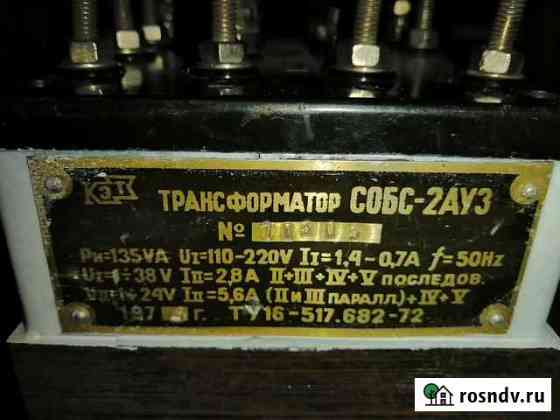 КЭТЗ
ТРАНСФОРМАТОР СОБС-2АУЗ
№
Pн=135VA UI=110-220V II=1,4-0,7A f=50Hz
UII=1÷38V III=2,8A II+III+IV+V ПОСЛЕДОВ.
UII=1÷24V III=5,6A (II и III ПАРАЛЛ)+IV+V
197 г. ТУ16-517.682-72
rosndv.ru